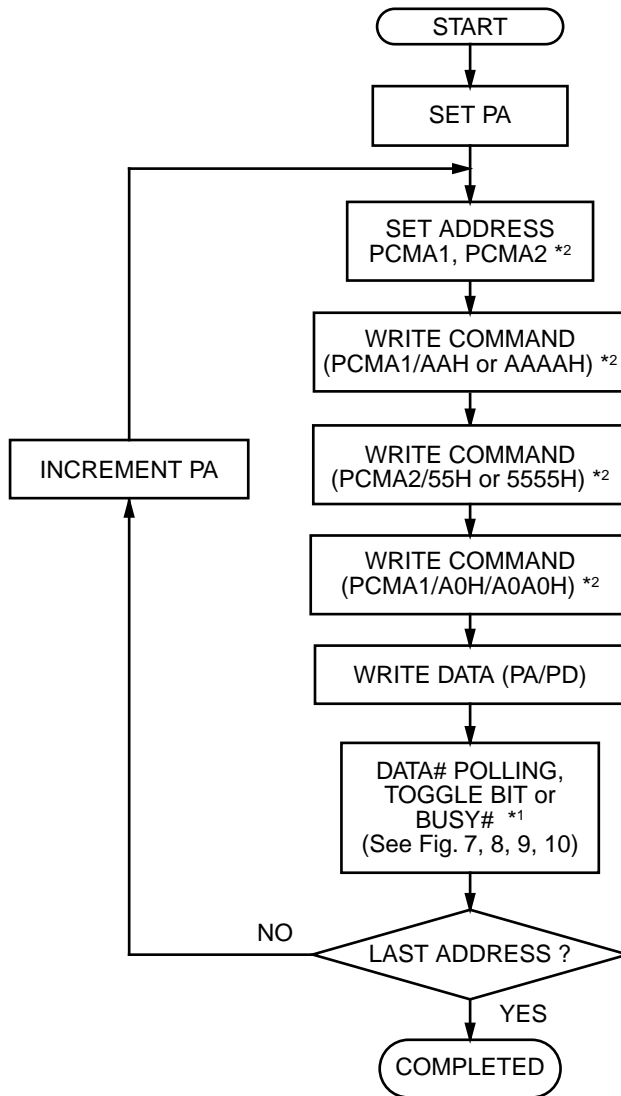 START
SET PA
SET ADDRESS
PCMA1, PCMA2 *2
WRITE COMMAND
(PCMA1/AAH or AAAAH) *2
WRITE COMMAND
(PCMA2/55H or 5555H) *2
INCREMENT PA
WRITE COMMAND
(PCMA1/A0H/A0A0H) *2
WRITE DATA (PA/PD)
DATA# POLLING,
TOGGLE BIT or
BUSY# *1
(See Fig. 7, 8, 9, 10)
NO
LAST ADDRESS ?
YES
COMPLETED